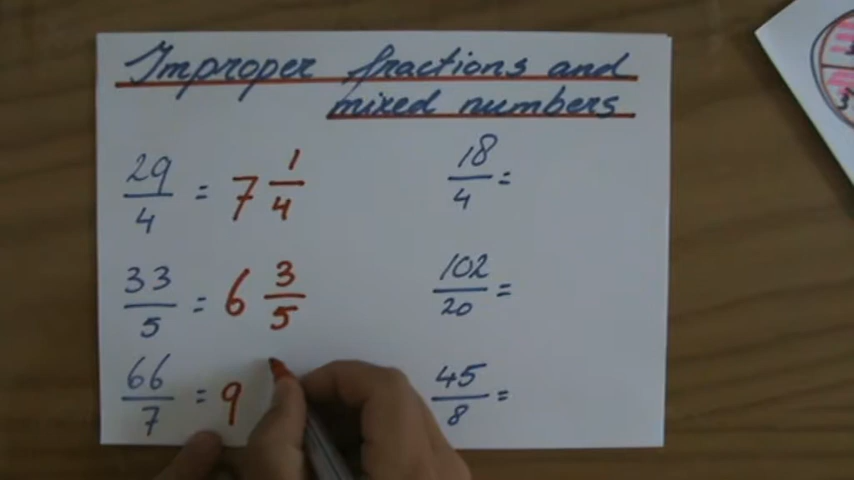 Improper fractions and
mixed numbers
29/4 = 7 1/4
33/5 = 6 3/5
66/7 = 9
18/4 =
102/20 =
45/8 =
3